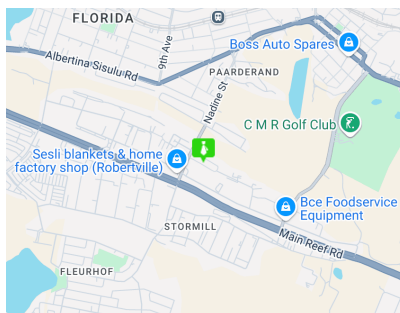 FLORIDA
9th Ave
Boss Auto Spares
Albertina Sisulu Rd
PAARDERAND
Nadine St
C M R Golf Club
Sesli blankets & home
factory shop (Robertville)
Bce Foodservice
Equipment
STORMILL
Main Reef Rd
FLEURHOF